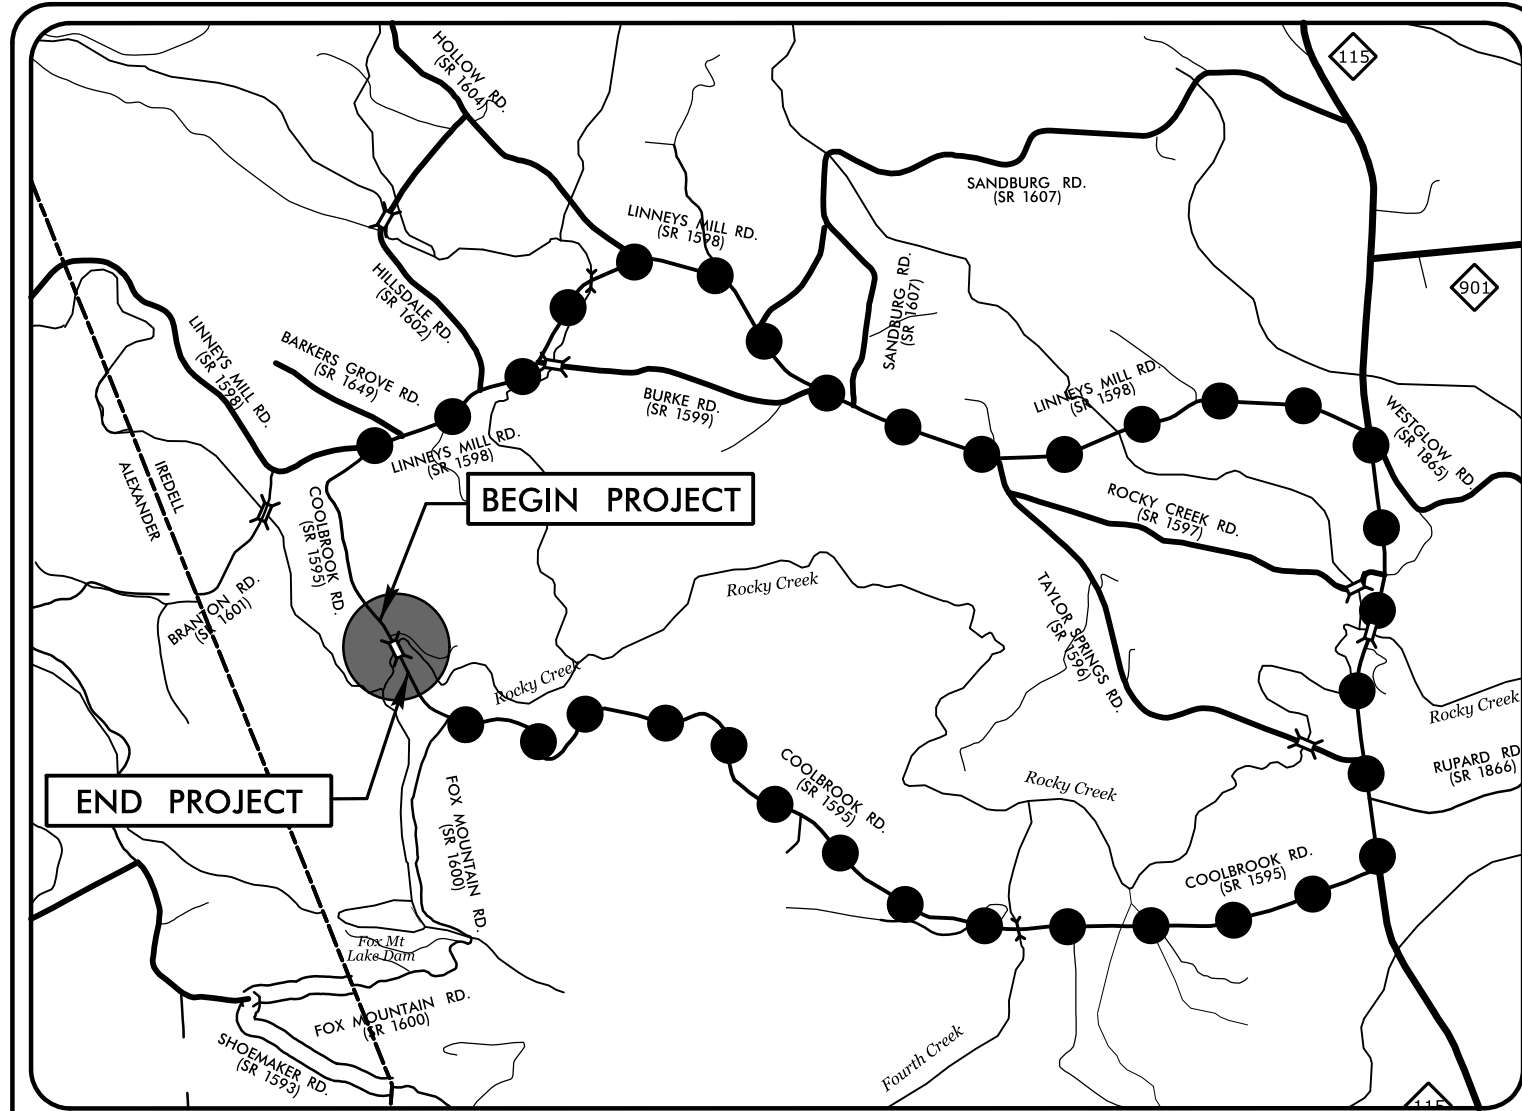 HOLLOW RD.
(SR 1604)
115
SANDBURG RD.
(SR 1607)
LINNEYS MILL RD.
(SR 1598)
901
HILLSDALE RD.
(SR 1602)
SANDBURG RD.
(SR 1607)
LINNEYS MILL RD.
(SR 1598)
BARKERS GROVE RD.
(SR 1649)
BURKE RD.
(SR 1599)
LINNEYS MILL RD.
(SR 1598)
WESTGLOW RD.
(SR 1865)
LINNEYS MILL RD.
(SR 1598)
IREDELL
ALEXANDER
COOLBROOK RD.
(SR 1595)
BEGIN PROJECT
ROCKY CREEK RD.
(SR 1597)
Rocky Creek
BRANTON RD.
(SR 1601)
TAYLOR SPRINGS RD.
(SR 1596)
Rocky Creek
Rocky Creek
RUPARD RD
(SR 1866)
END PROJECT
FOX MOUNTAIN RD.
(SR 1600)
COOLBROOK RD.
(SR 1595)
Rocky Creek
COOLBROOK RD.
(SR 1595)
Fox Mt
Lake Dam
FOX MOUNTAIN RD.
(SR 1600)
SHOEMAKER RD.
(SR 1593)
Fourth Creek
115